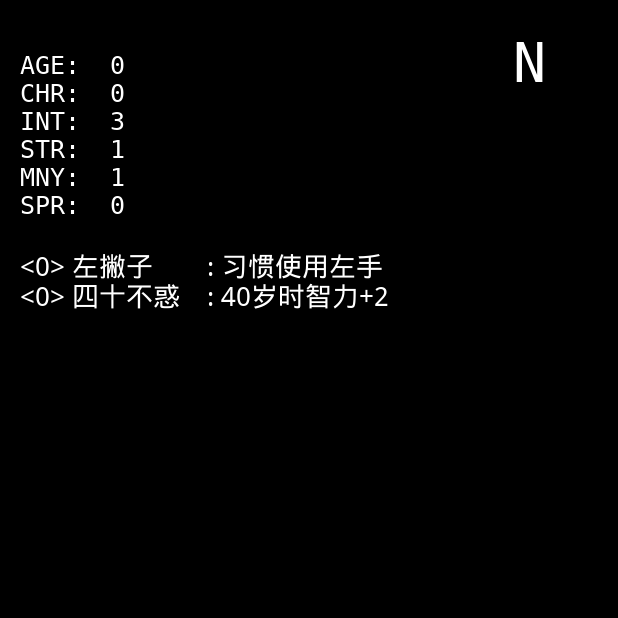 N
AGE: 0
CHR: 0
INT: 3
STR: 1
MNY: 1
SPR: 0
<0> 左撇子 : 习惯使用左手
<0> 四十不惑 : 40岁时智力+2